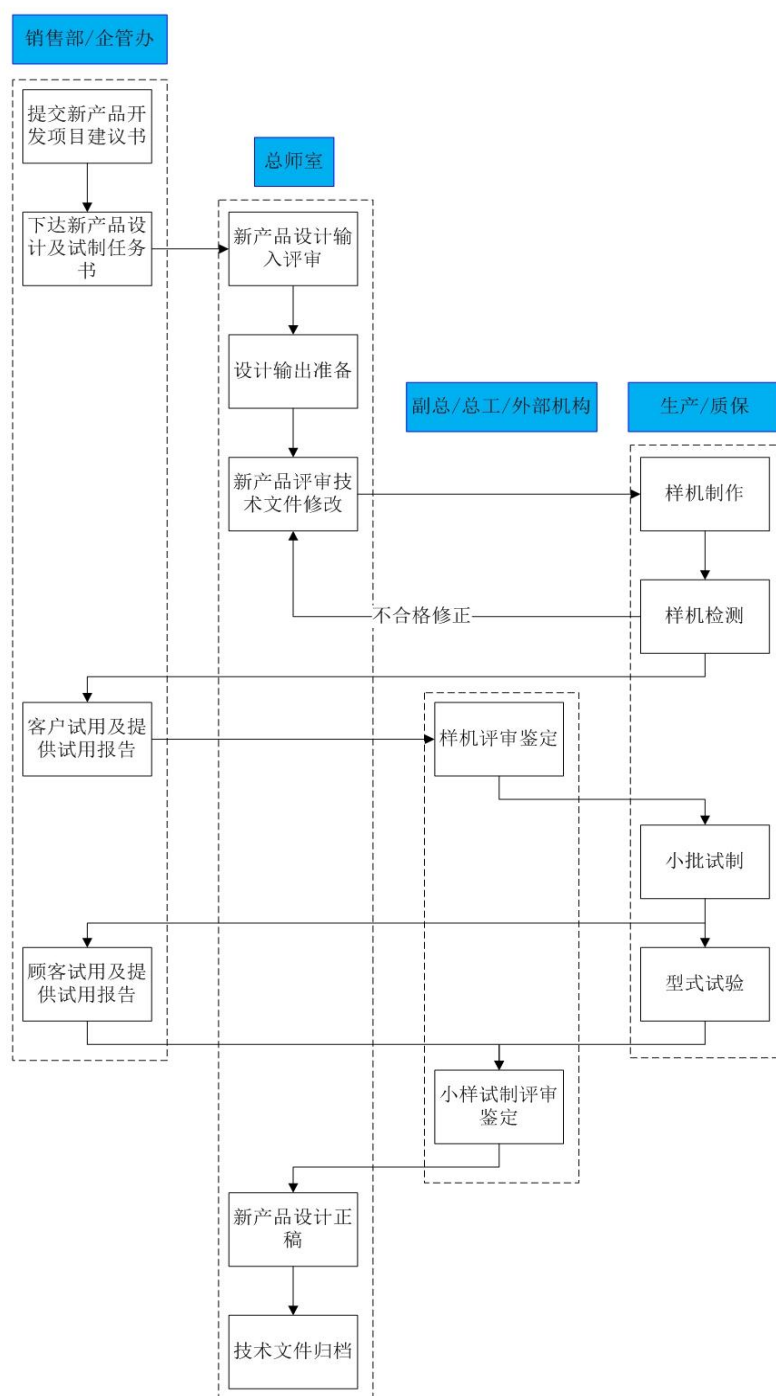 销售部/企管办
提交新产品开
发项目建议书
总师室
下达新产品设
计及试制任务
书
新产品设计输
入评审
设计输出准备
副总/总工/外部机构
生产/质保
新产品评审技
术文件修改
样机制作
不合格修正
样机检测
客户试用及提
供试用报告
样机评审鉴定
小批试制
顾客试用及提
供试用报告
型式试验
小样试制评审
鉴定
新产品设计正
稿
技术文件归档